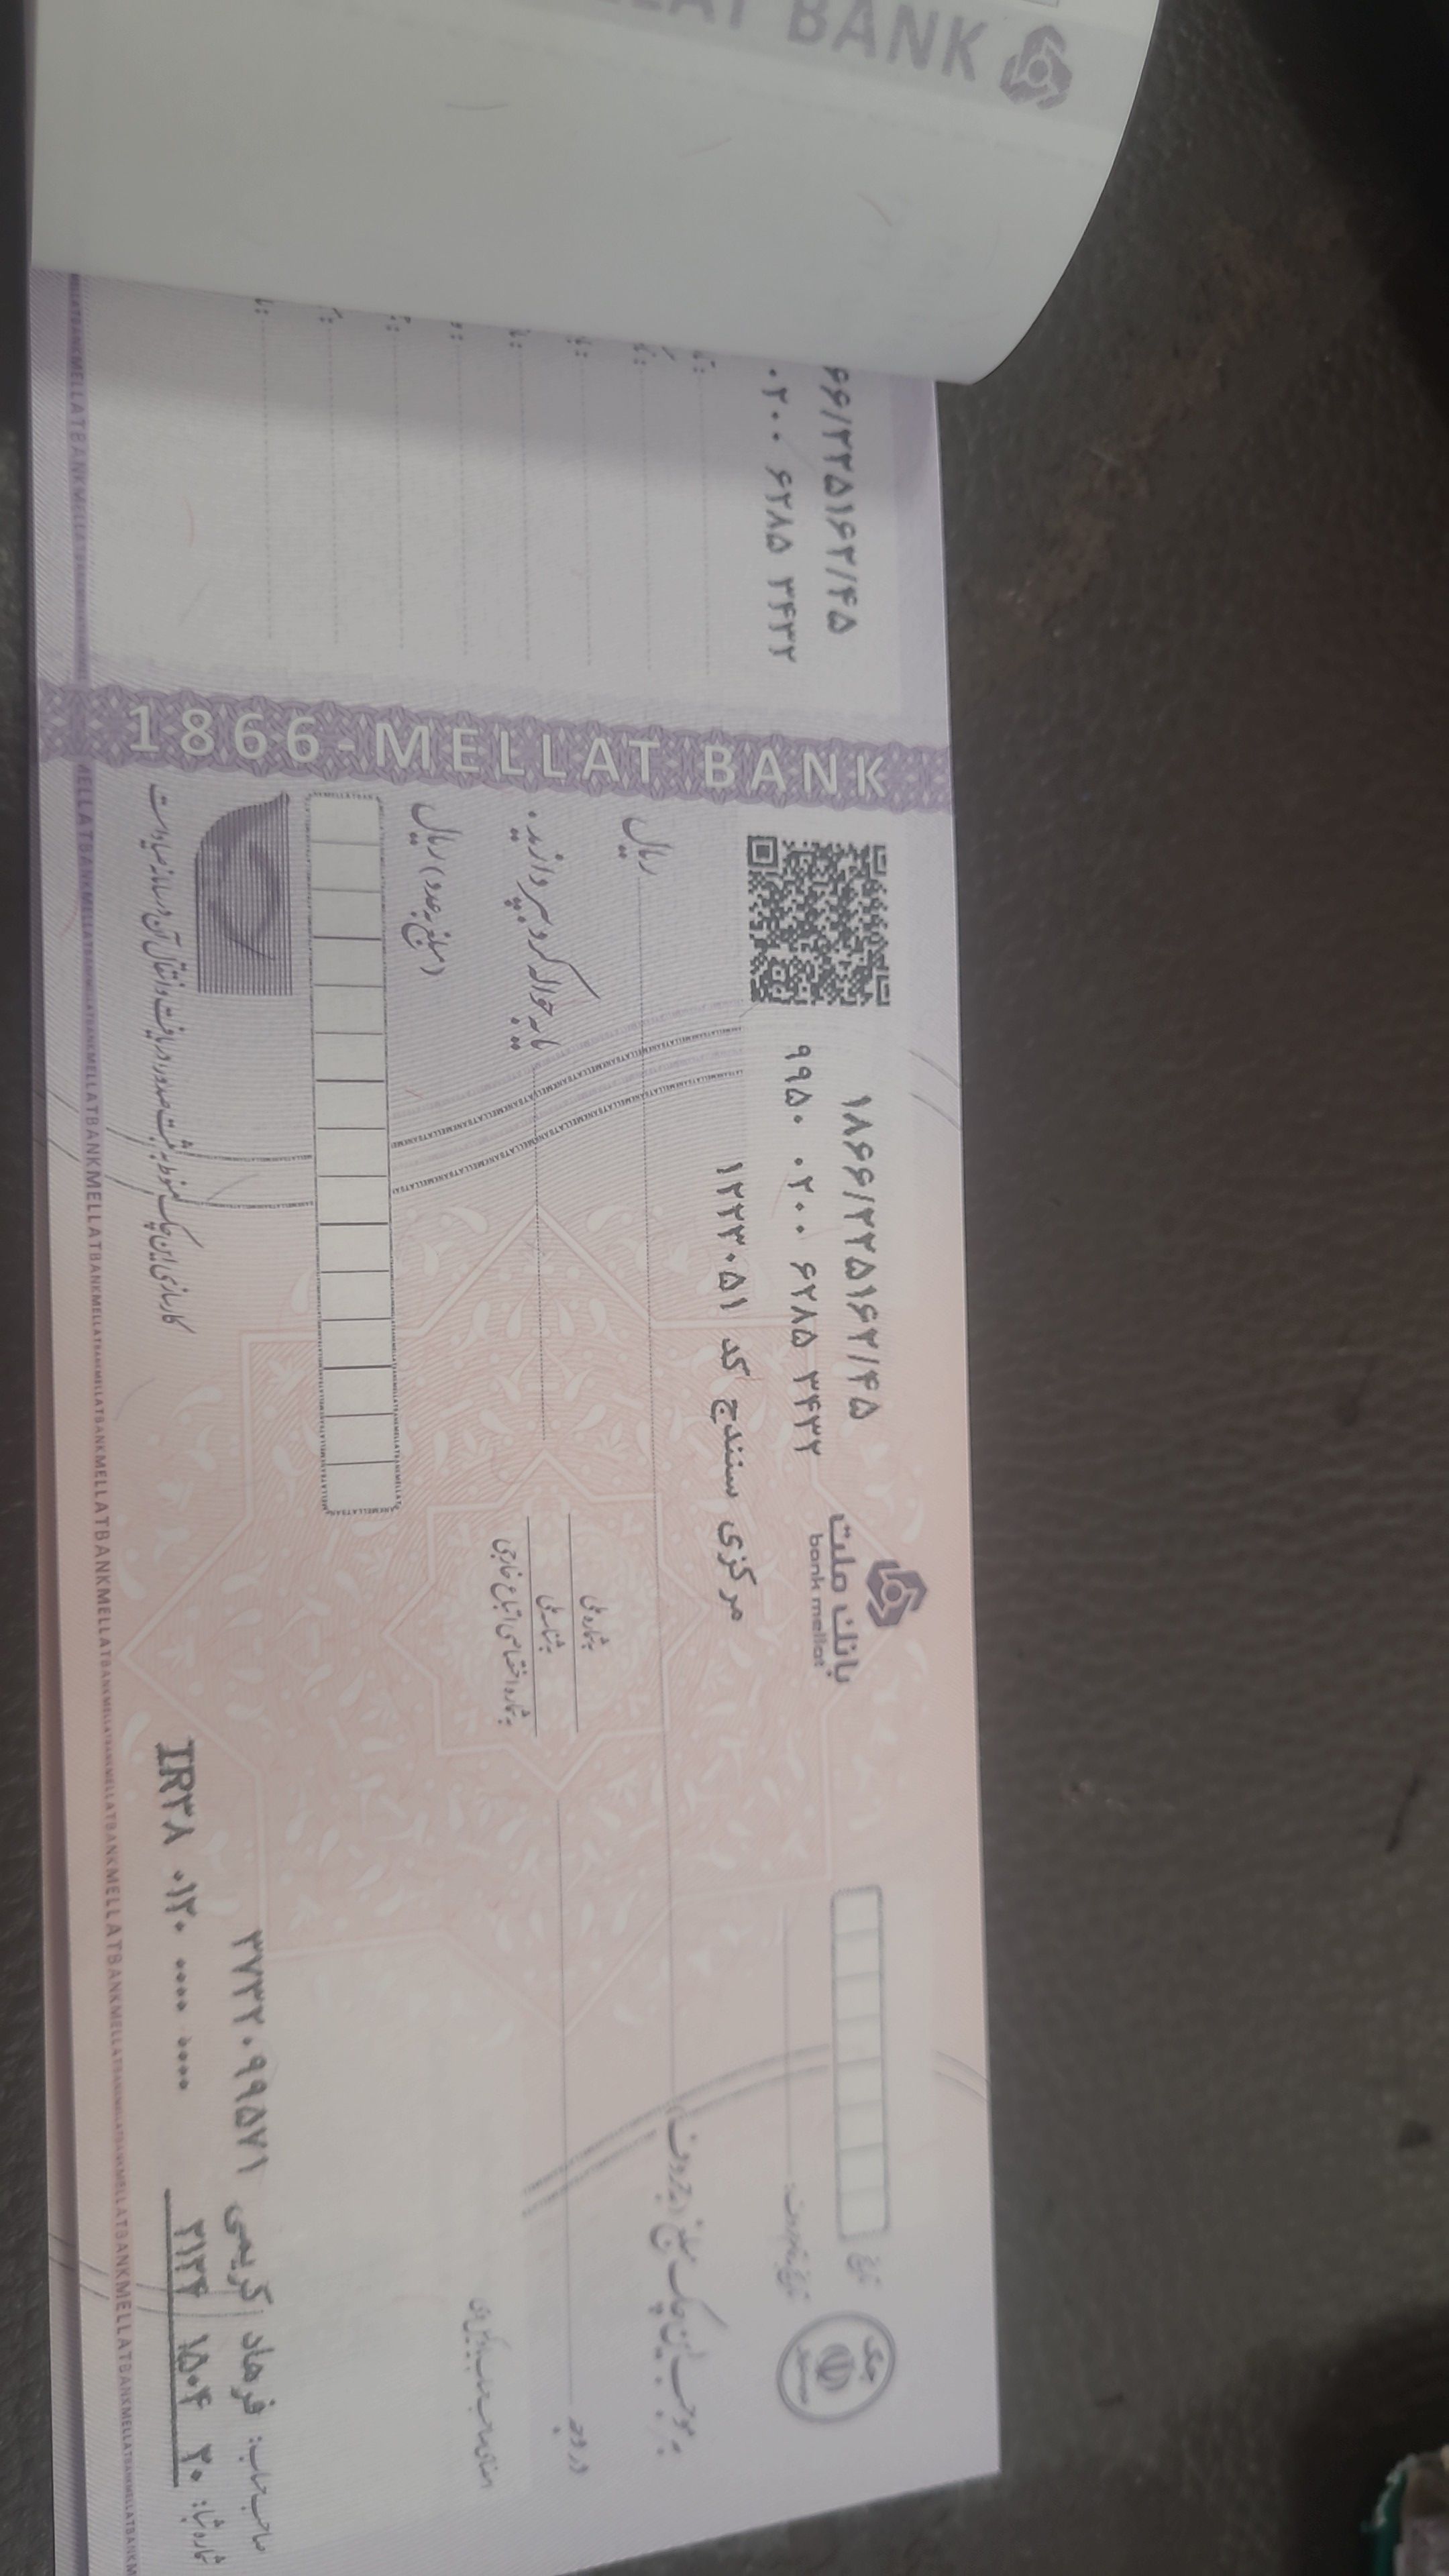 BANK
۶۶/۲۲۵۱۶۲/۴۵
۰۲۰۰ ۶۲۸۵ ۳۴۳۲
1866-MELLAT BANK
۱۸۶۶/۲۲۵۱۶۲/۴۵
۹۹۵۰ ۰۲۰۰ ۶۲۸۵ ۳۴۳۲
مرکزی سنندج کد ۱۲۲۳۰۵۱
بانك ملت
bank mellat
تاریخ
تاریخ به تمام حروف:
چک
به موجب این چک مبلغ (به حروف)
ریال
در وجه
به شماره ملی
به شناسه ملی
به شماره اختصاصی اتباع خارجی
یا به حواله کرد بپردازید.
امضای صاحب حساب یا وکیل وی
(مبلغ به عدد) ریال
صاحب حساب: فرهاد کریمی ۳۷۳۲۰۹۹۵۷۱
شماره شبا: IR۳۸ ۰۱۲۰ ۰۰۰۰ ۰۰۰۰ ۲۱۲۴ ۱۵۰۴ ۲۰
کارسازی این چک منوط به ثبت صدور، دریافت و انتقال آن در سامانه صیاد است
MELLATBANKMELLATBANKMELLATBANKMELLATBANKMELLATBANKMELLATBANKMELLATBANK